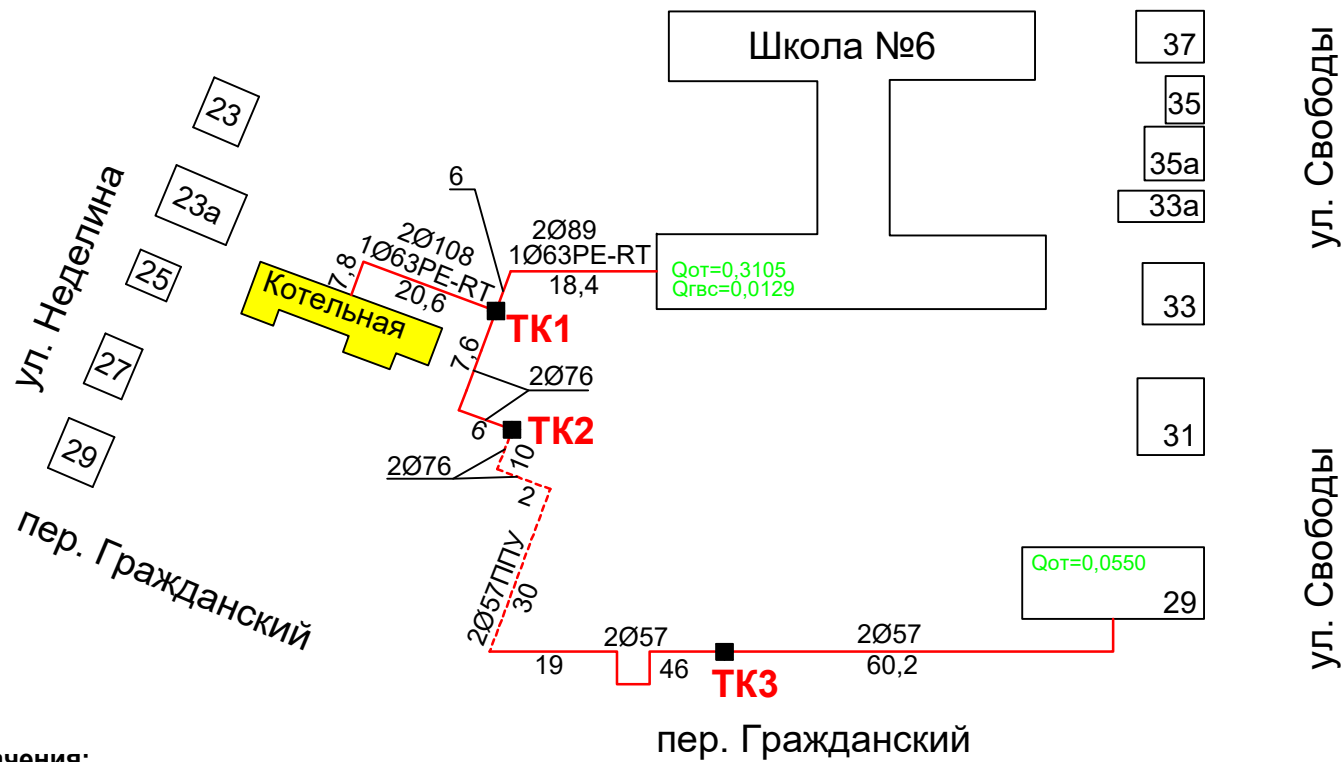 Школа №6
37
35
35а
33а
33
31
ул. Свободы
ул. Свободы
23
23а
25
27
29
ул. Неделина
пер. Гражданский
Котельная
7,8
2Ø108
1Ø63PE-RT
20,6
6
2Ø89
1Ø63PE-RT
18,4
Qот=0,3105
Qгвс=0,0129
ТК1
7,6
2Ø76
6
ТК2
2Ø76
10
2
2Ø57ППУ
30
19
2Ø57
46
ТК3
2Ø57
60,2
Qот=0,0550
29
пер. Гражданский
ачения: